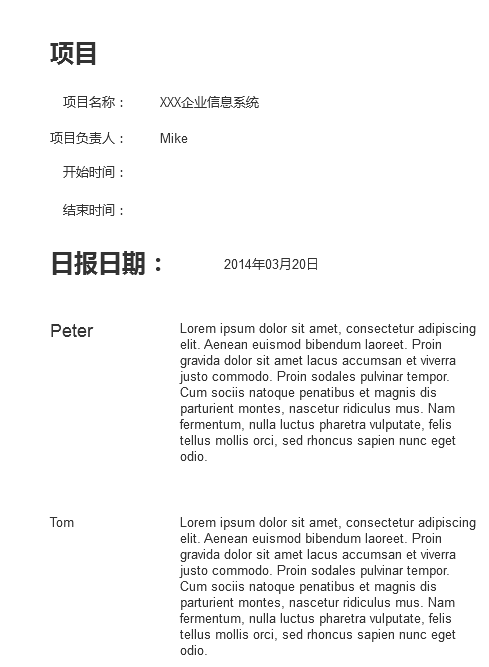 项目
项目名称： XXX企业信息系统
项目负责人： Mike
开始时间：
结束时间：
日报日期： 2014年03月20日
Peter
Lorem ipsum dolor sit amet, consectetur adipiscing
elit. Aenean euismod bibendum laoreet. Proin
gravida dolor sit amet lacus accumsan et viverra
justo commodo. Proin sodales pulvinar tempor.
Cum sociis natoque penatibus et magnis dis
parturient montes, nascetur ridiculus mus. Nam
fermentum, nulla luctus pharetra vulputate, felis
tellus mollis orci, sed rhoncus sapien nunc eget
odio.
Tom
Lorem ipsum dolor sit amet, consectetur adipiscing
elit. Aenean euismod bibendum laoreet. Proin
gravida dolor sit amet lacus accumsan et viverra
justo commodo. Proin sodales pulvinar tempor.
Cum sociis natoque penatibus et magnis dis
parturient montes, nascetur ridiculus mus. Nam
fermentum, nulla luctus pharetra vulputate, felis
tellus mollis orci, sed rhoncus sapien nunc eget
odio.